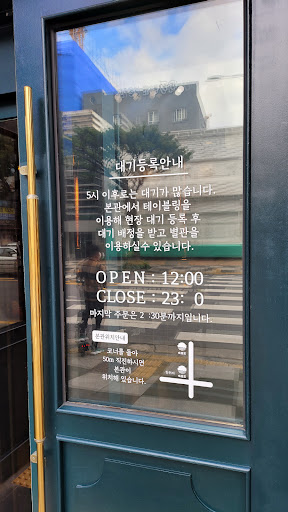 대기등록안내
5시 이후로는 대기가 많습니다.
본관에서 테이블링을
이용해 현장 대기 등록 후
대기 배정을 받고 별관을
이용하실수 있습니다.
OPEN : 12:00
CLOSE : 23: 0
마지막 주문은 2 :30분까지입니다.
본관위치안내
코너를 돌아
50m 직진하시면
본관이
위치해 있습니다.